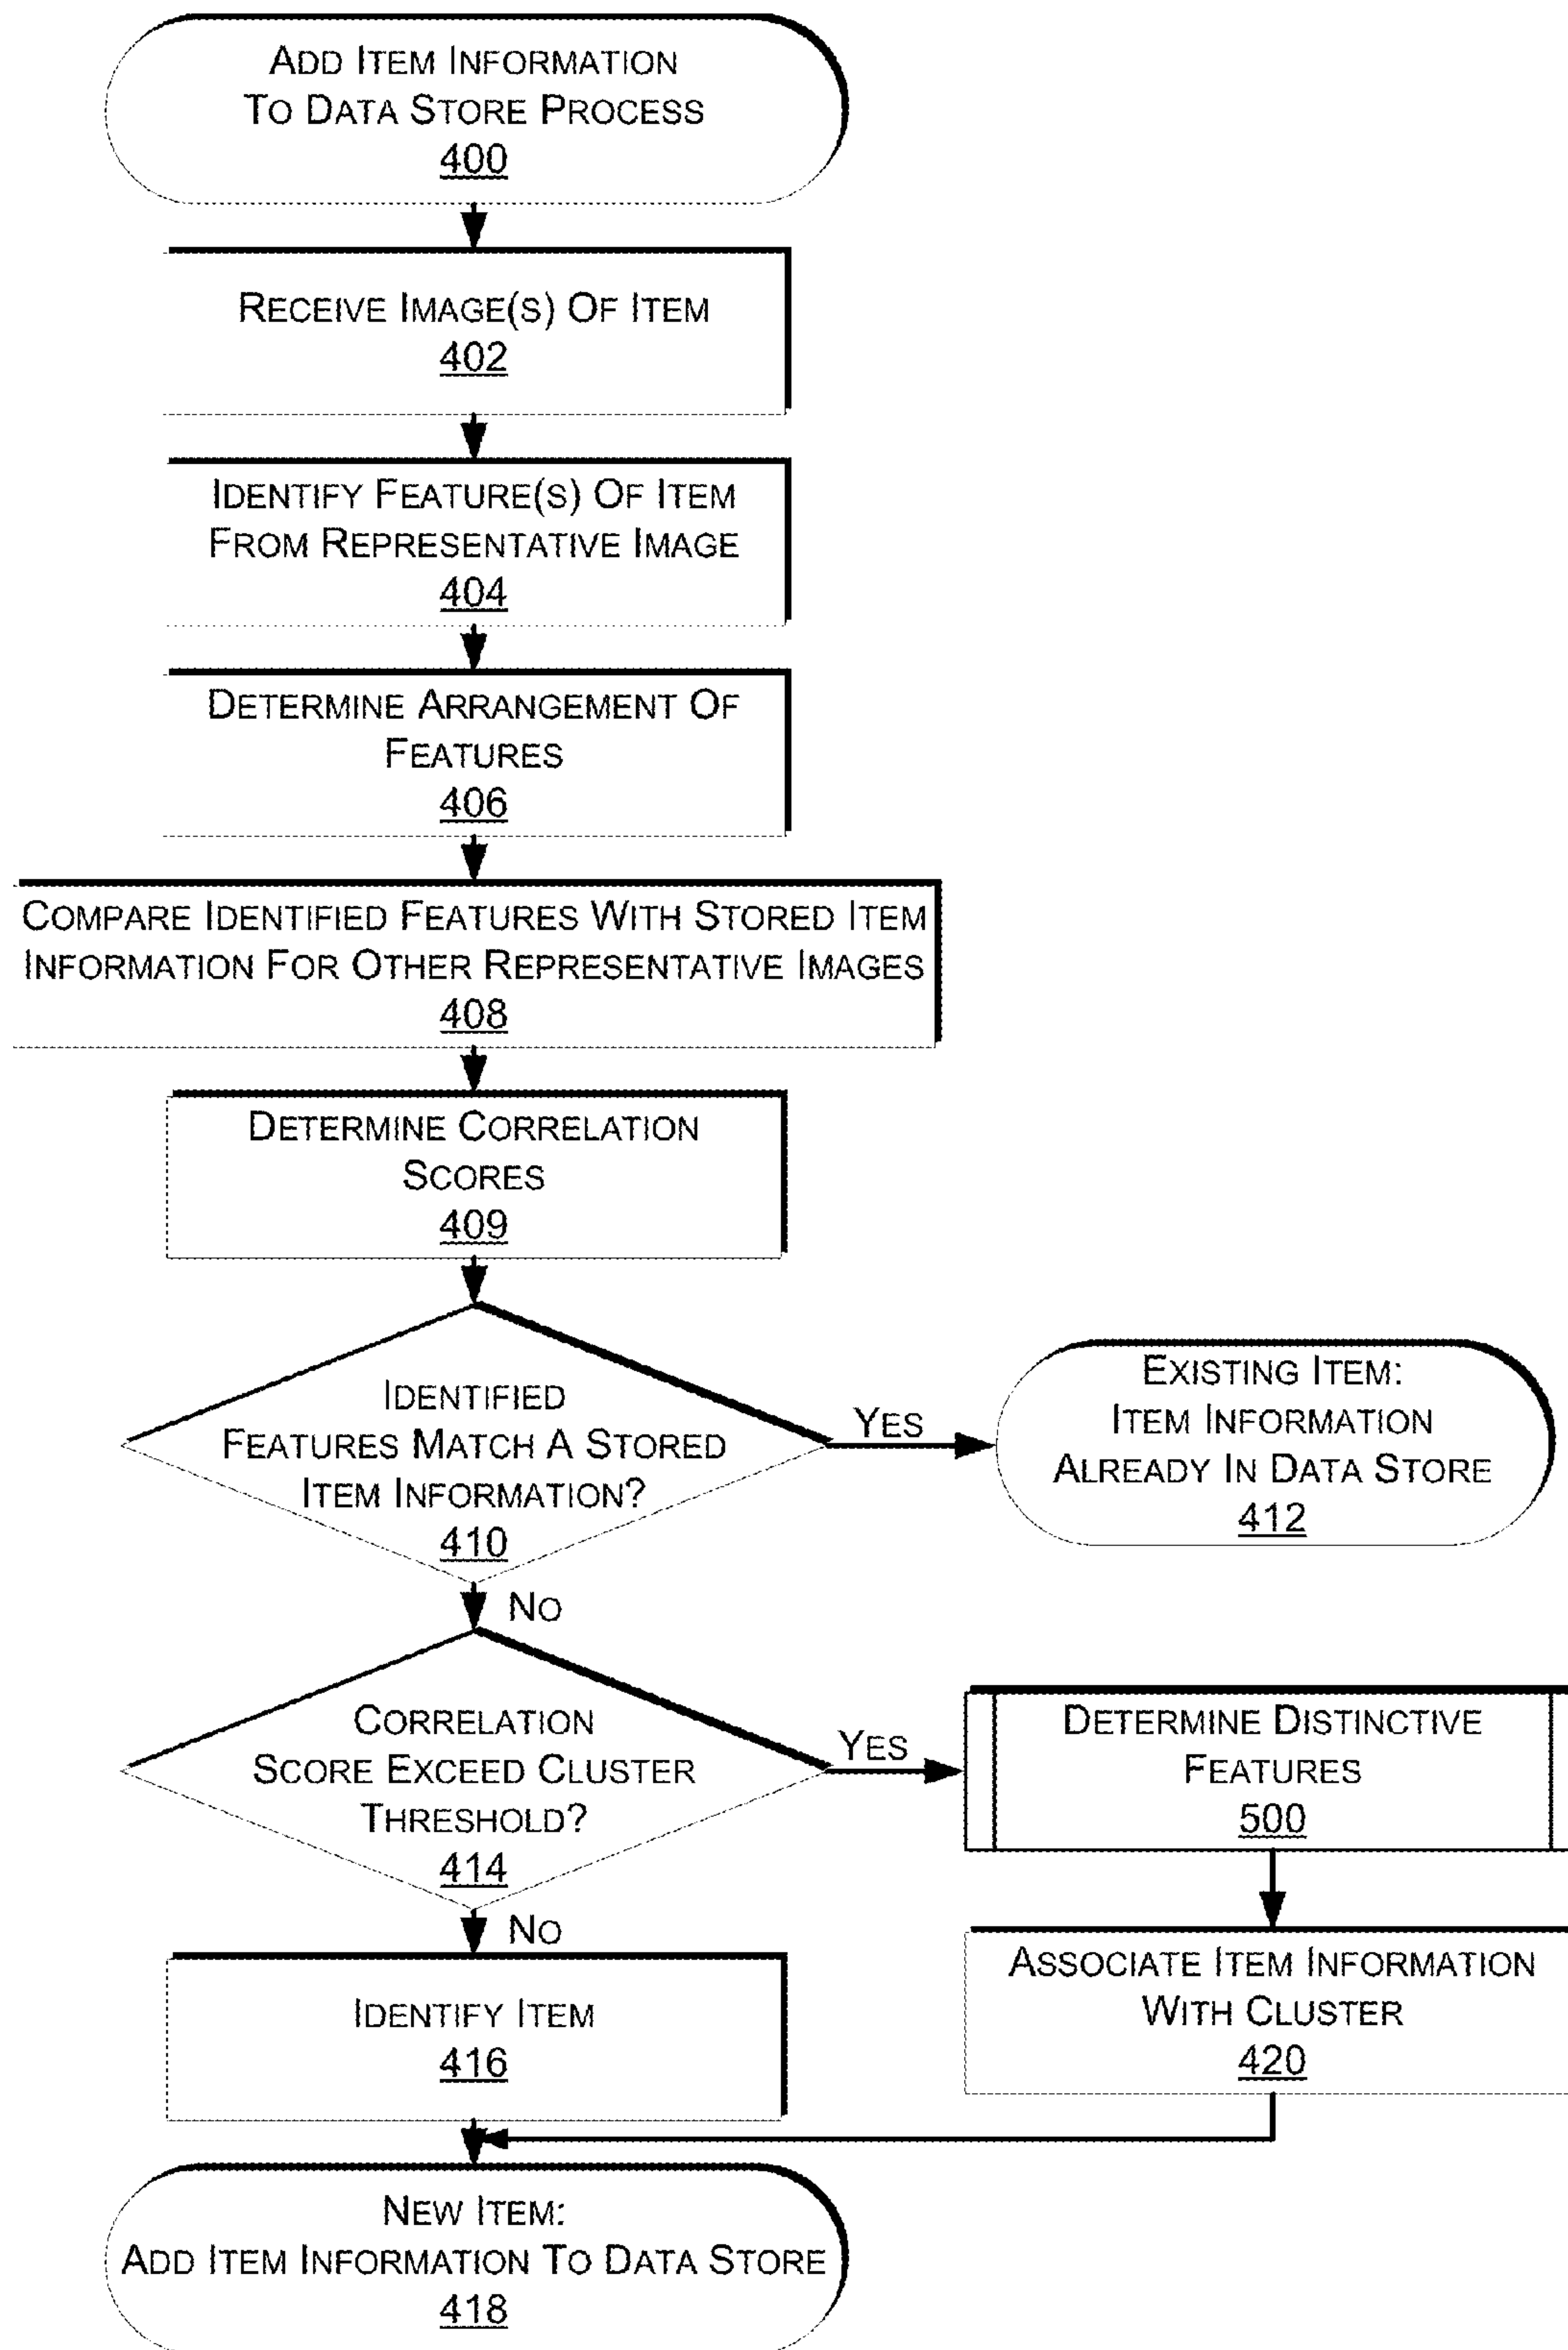 ADD ITEM INFORMATION
TO DATA STORE PROCESS
400
RECEIVE IMAGE(S) OF ITEM
402
IDENTIFY FEATURE(S) OF ITEM
FROM REPRESENTATIVE IMAGE
404
DETERMINE ARRANGEMENT OF
FEATURES
406
COMPARE IDENTIFIED FEATURES WITH STORED ITEM
INFORMATION FOR OTHER REPRESENTATIVE IMAGES
408
DETERMINE CORRELATION
SCORES
409
IDENTIFIED
FEATURES MATCH A STORED
ITEM INFORMATION?
410
YES
EXISTING ITEM:
ITEM INFORMATION
ALREADY IN DATA STORE
412
NO
CORRELATION
SCORE EXCEED CLUSTER
THRESHOLD?
414
YES
DETERMINE DISTINCTIVE
FEATURES
500
NO
IDENTIFY ITEM
416
ASSOCIATE ITEM INFORMATION
WITH CLUSTER
420
NEW ITEM:
ADD ITEM INFORMATION TO DATA STORE
418